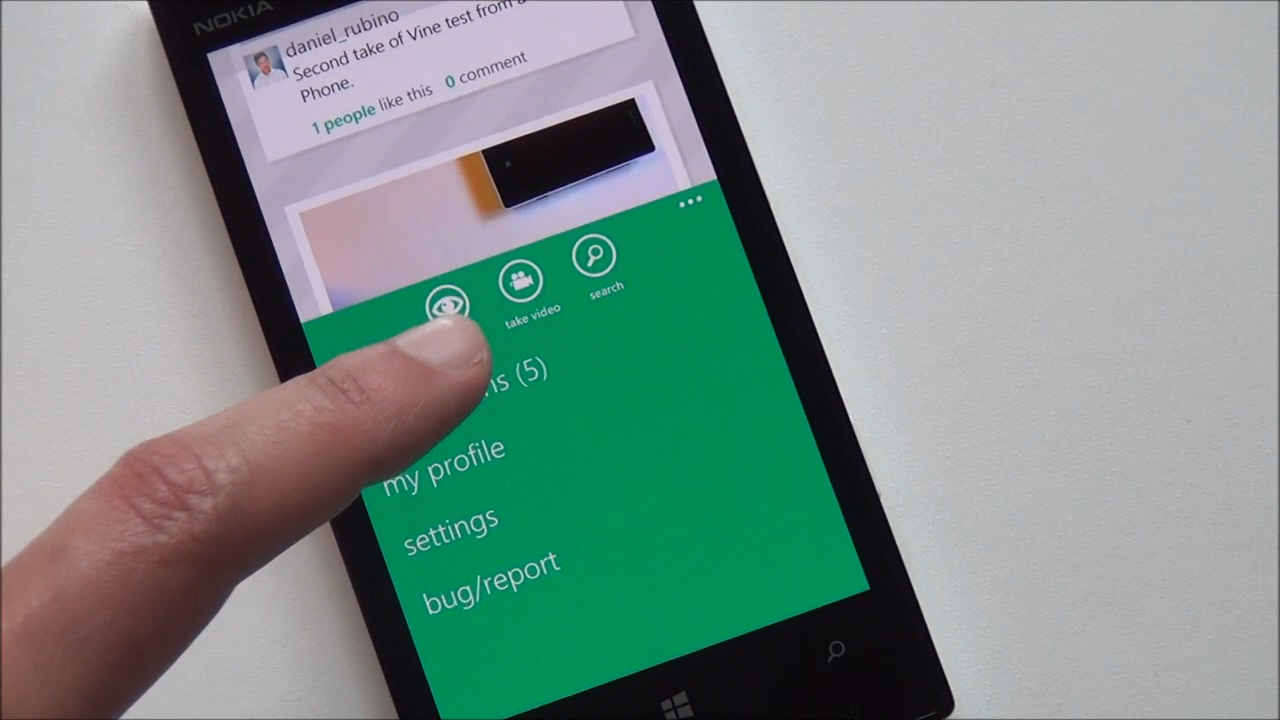 NOKIA
daniel_rubino
Second take of Vine test from
Phone.
1 people like this 0 comment
take video
search
(5)
my profile
settings
bug/report